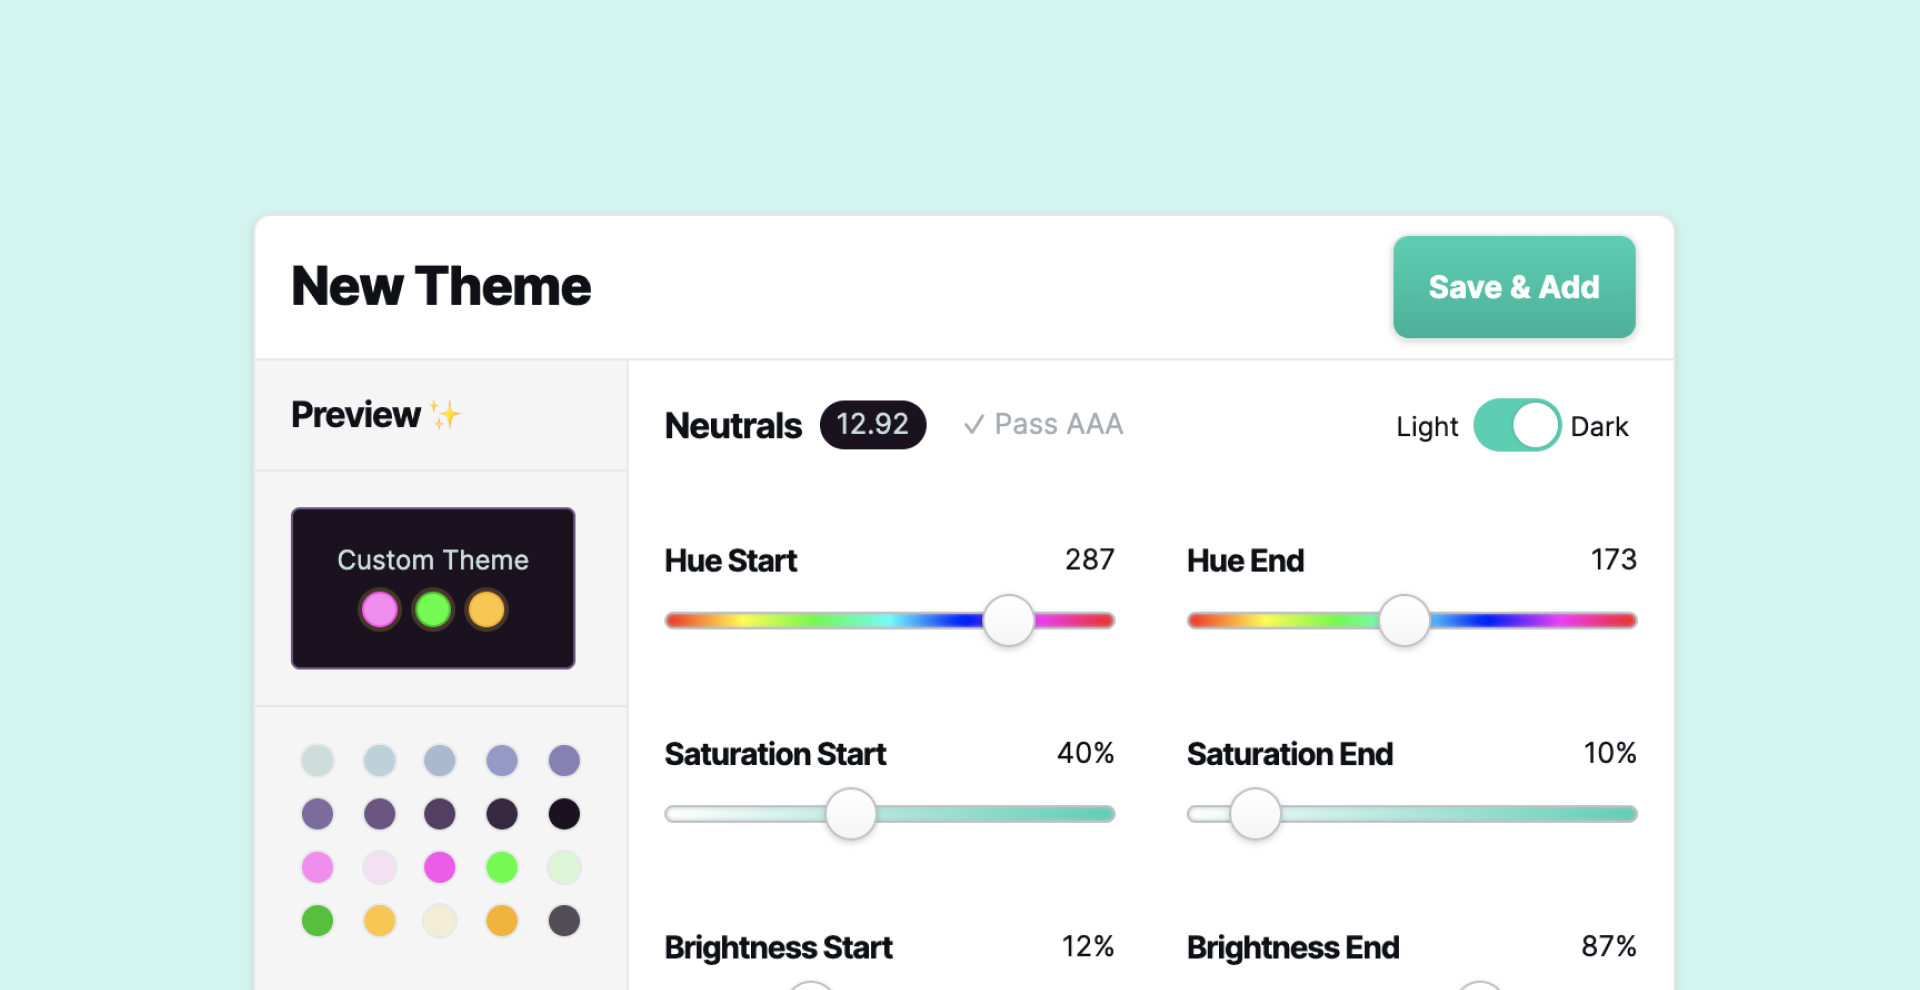 New Theme
Save & Add
Preview ✨
Neutrals 12.92 ✓ Pass AAA
Light Dark
Custom Theme
Hue Start 287
Hue End 173
Saturation Start 40%
Saturation End 10%
Brightness Start 12%
Brightness End 87%